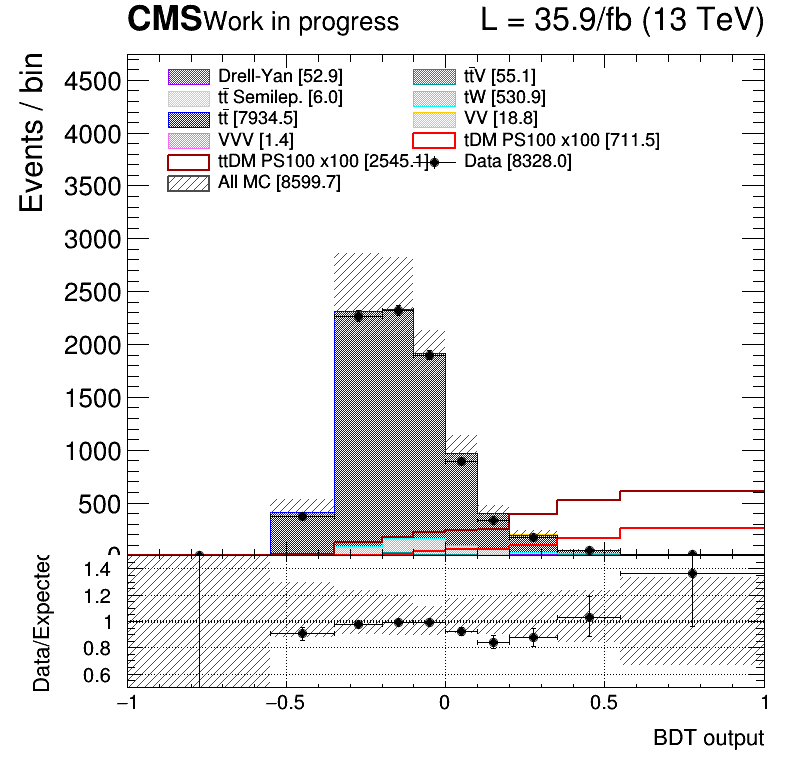 CMS Work in progress L = 35.9/fb (13 TeV)
Events / bin
4500
4000
3500
3000
2500
2000
1500
1000
500
0
Drell-Yan [52.9] tt̄V [55.1]
tt̄ Semilep. [6.0] tW [530.9]
tt̄ [7934.5] VV [18.8]
VVV [1.4] tDM PS100 x100 [711.5]
ttDM PS100 x100 [2545.1] Data [8328.0]
All MC [8599.7]
Data/Expected
1.4
1.2
1
0.8
0.6
−1 −0.5 0 0.5 1
BDT output